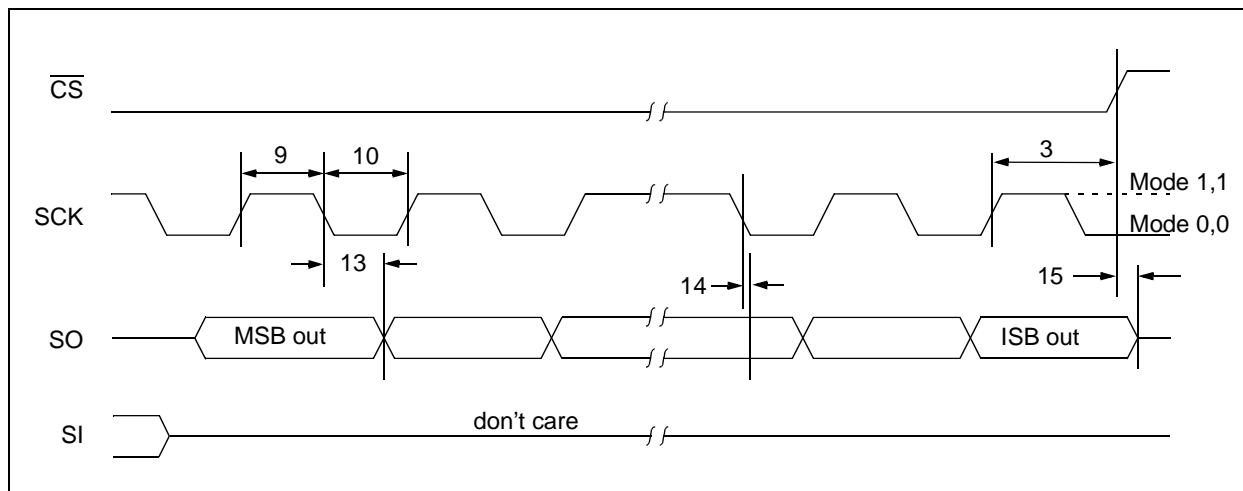 CS
9
10
3
SCK
Mode 1,1
Mode 0,0
13
14
15
SO
MSB out
ISB out
SI
don't care